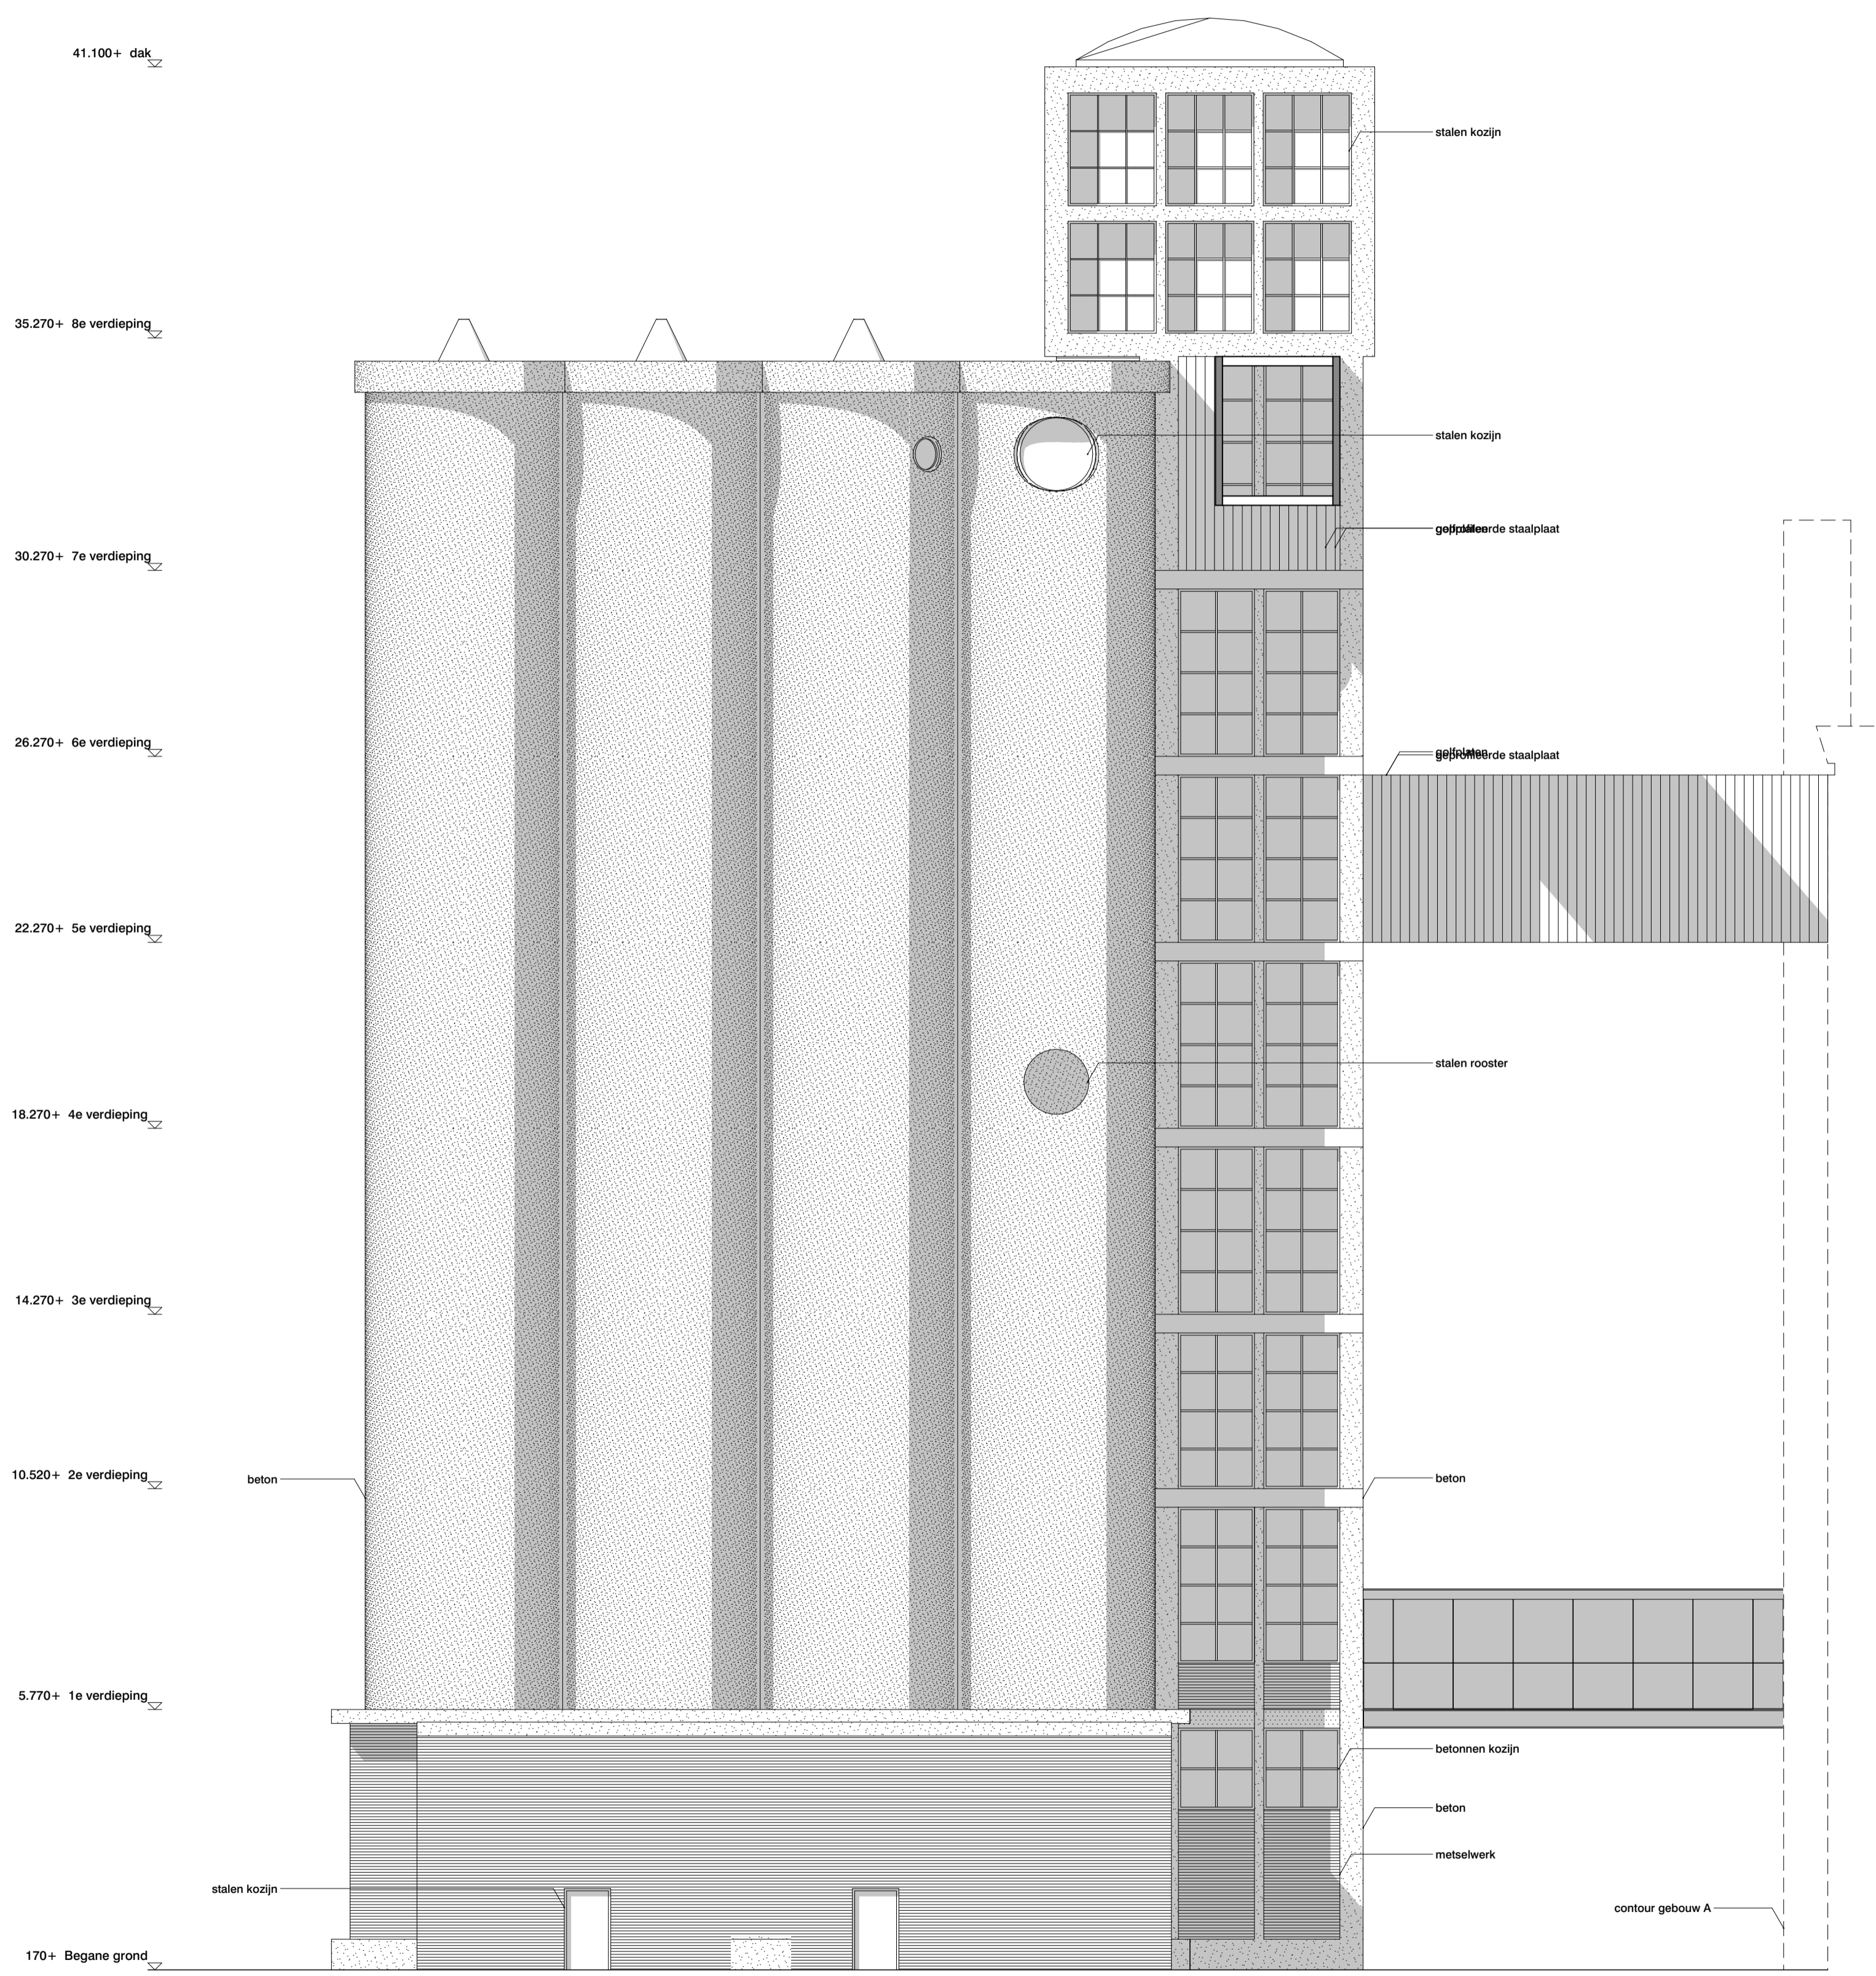 41.100+ dak
stalen kozijn
35.270+ 8e verdieping
stalen kozijn
geprofileerde staalplaat
30.270+ 7e verdieping
26.270+ 6e verdieping
golfplaten
geprofileerde staalplaat
22.270+ 5e verdieping
stalen rooster
18.270+ 4e verdieping
14.270+ 3e verdieping
10.520+ 2e verdieping
beton
beton
5.770+ 1e verdieping
betonnen kozijn
beton
metselwerk
stalen kozijn
contour gebouw A
170+ Begane grond